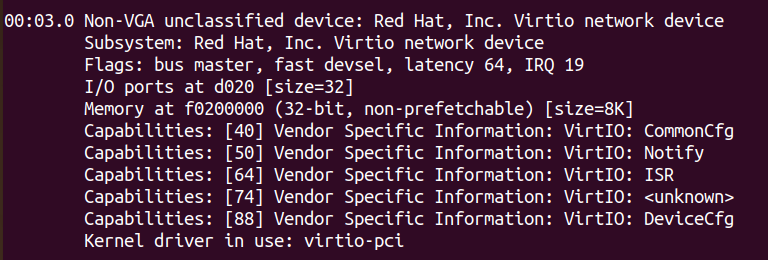 00:03.0 Non-VGA unclassified device: Red Hat, Inc. Virtio network device
Subsystem: Red Hat, Inc. Virtio network device
Flags: bus master, fast devsel, latency 64, IRQ 19
I/O ports at d020 [size=32]
Memory at f0200000 (32-bit, non-prefetchable) [size=8K]
Capabilities: [40] Vendor Specific Information: VirtIO: CommonCfg
Capabilities: [50] Vendor Specific Information: VirtIO: Notify
Capabilities: [64] Vendor Specific Information: VirtIO: ISR
Capabilities: [74] Vendor Specific Information: VirtIO: <unknown>
Capabilities: [88] Vendor Specific Information: VirtIO: DeviceCfg
Kernel driver in use: virtio-pci